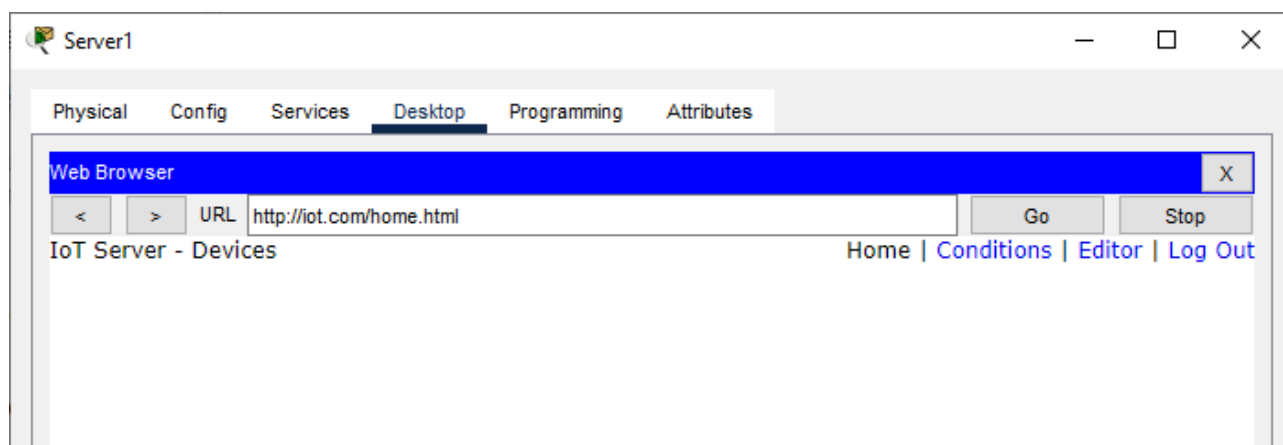 Server1
Physical Config Services Desktop Programming Attributes
Web Browser X
< > URL http://iot.com/home.html Go Stop
IoT Server - Devices Home | Conditions | Editor | Log Out